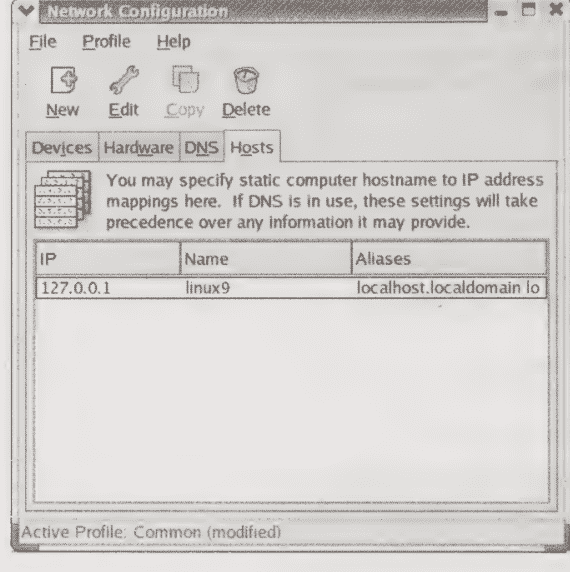 Network Configuration
File Profile Help
New Edit Copy Delete
Devices Hardware DNS Hosts
You may specify static computer hostname to IP address
mappings here. If DNS is in use, these settings will take
precedence over any information it may provide.
IP Name Aliases
127.0.0.1 linux9 localhost.localdomain lo
Active Profile: Common (modified)